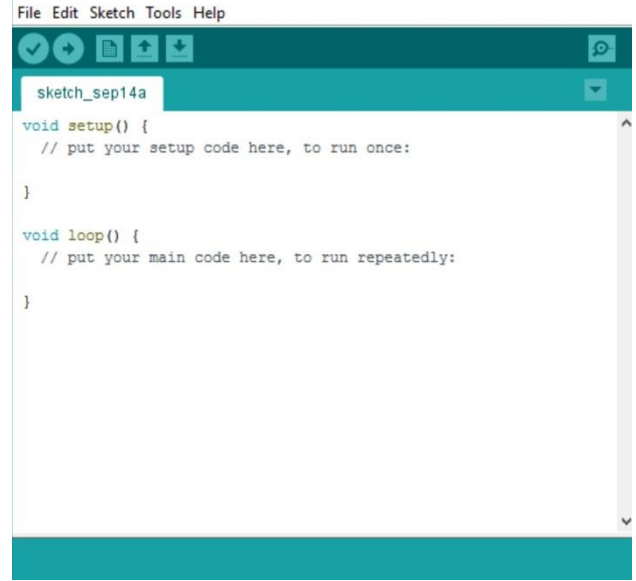 File Edit Sketch Tools Help
sketch_sep14a
void setup() {
  // put your setup code here, to run once:
}
void loop() {
  // put your main code here, to run repeatedly:
}